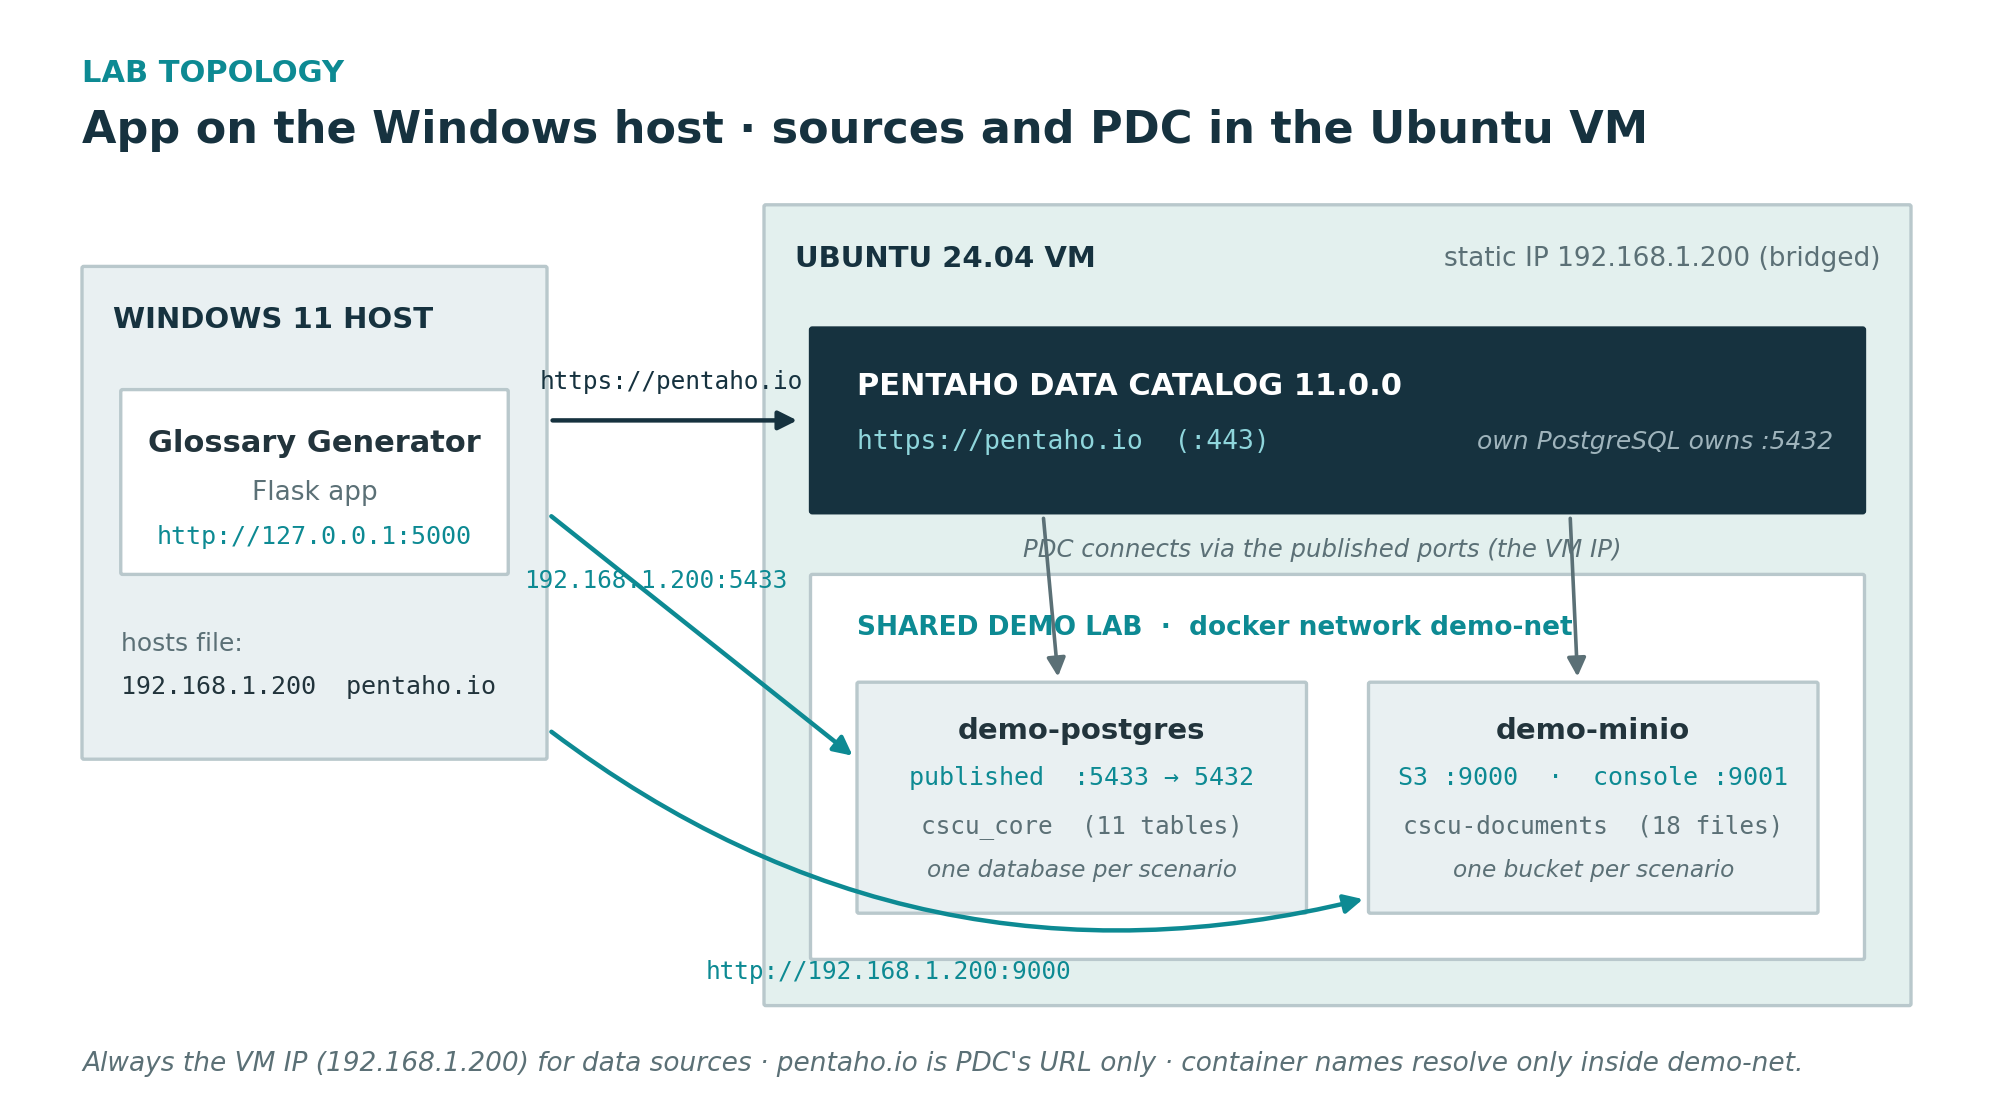 LAB TOPOLOGY
App on the Windows host · sources and PDC in the Ubuntu VM
WINDOWS 11 HOST
Glossary Generator
Flask app
http://127.0.0.1:5000
hosts file:
192.168.1.200  pentaho.io
https://pentaho.io
192.168.1.200:5433
http://192.168.1.200:9000
UBUNTU 24.04 VM
static IP 192.168.1.200 (bridged)
PENTAHO DATA CATALOG 11.0.0
https://pentaho.io  (:443)
own PostgreSQL owns :5432
PDC connects via the published ports (the VM IP)
SHARED DEMO LAB  ·  docker network demo-net
demo-postgres
published  :5433 → 5432
cscu_core  (11 tables)
one database per scenario
demo-minio
S3 :9000  ·  console :9001
cscu-documents  (18 files)
one bucket per scenario
Always the VM IP (192.168.1.200) for data sources · pentaho.io is PDC's URL only · container names resolve only inside demo-net.